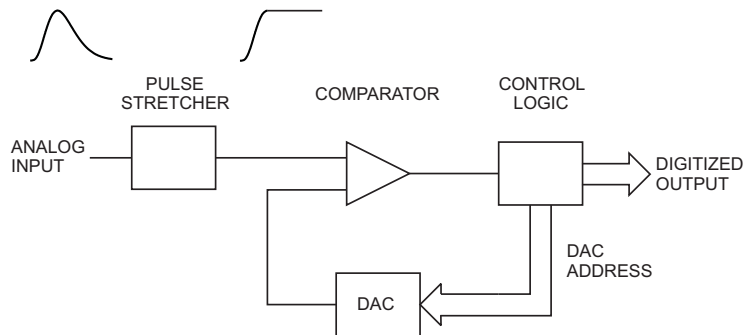 PULSE
STRETCHER
COMPARATOR
CONTROL
LOGIC
ANALOG
INPUT
DIGITIZED
OUTPUT
DAC
ADDRESS
DAC